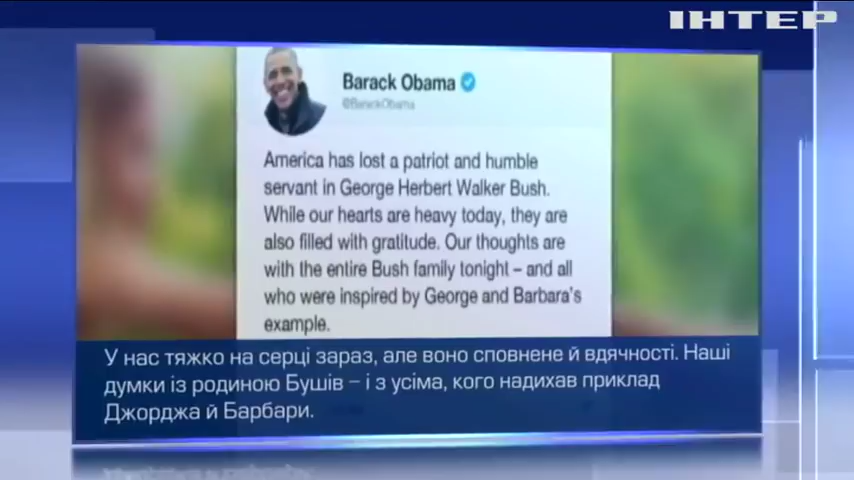 ІНТЕР
Barack Obama
@BarackObama
America has lost a patriot and humble
servant in George Herbert Walker Bush.
While our hearts are heavy today, they are
also filled with gratitude. Our thoughts are
with the entire Bush family tonight – and all
who were inspired by George and Barbara's
example.
У нас тяжко на серці зараз, але воно сповнене й вдячності. Наші
думки із родиною Бушів – і з усіма, кого надихав приклад
Джорджа й Барбари.